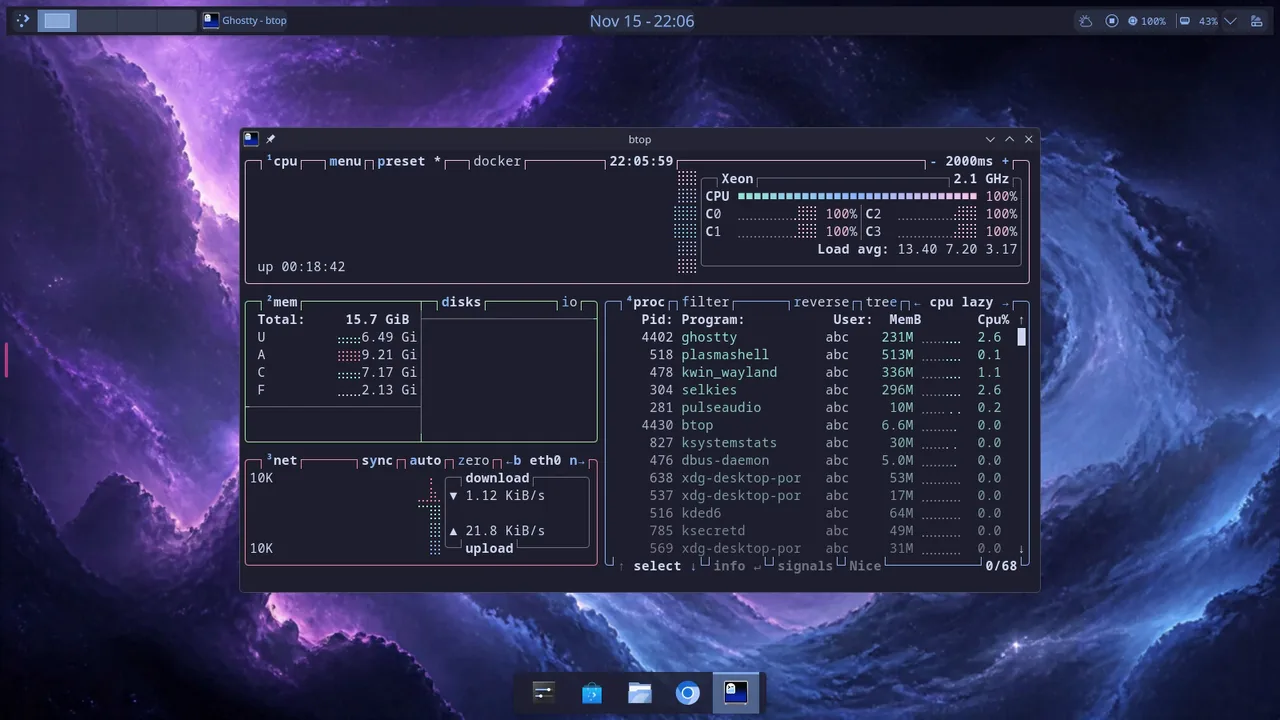 Ghostty - btop
Nov 15 - 22:06
100%
43%
btop
1cpu menu preset * docker 22:05:59 - 2000ms +
Xeon 2.1 GHz
CPU 100%
C0 100% C2 100%
C1 100% C3 100%
Load avg: 13.40 7.20 3.17
up 00:18:42
2mem disks io
Total: 15.7 GiB
U 6.49 Gi
A 9.21 Gi
C 7.17 Gi
F 2.13 Gi
3net sync auto zero ←b eth0 n→
10K
download
▼ 1.12 KiB/s
▲ 21.8 KiB/s
10K
upload
4proc filter reverse tree ← cpu lazy →
Pid: Program: User: MemB Cpu% ↑
4402 ghostty abc 231M 2.6
518 plasmashell abc 513M 0.1
478 kwin_wayland abc 336M 1.1
304 selkies abc 296M 2.6
281 pulseaudio abc 10M 0.2
4430 btop abc 6.6M 0.0
827 ksystemstats abc 30M 0.0
476 dbus-daemon abc 5.0M 0.0
638 xdg-desktop-por abc 53M 0.0
537 xdg-desktop-por abc 17M 0.0
516 kded6 abc 64M 0.0
785 ksecretd abc 49M 0.0
569 xdg-desktop-por abc 31M 0.0 ↓
↑ select ↓ info ↵ signals Nice 0/68